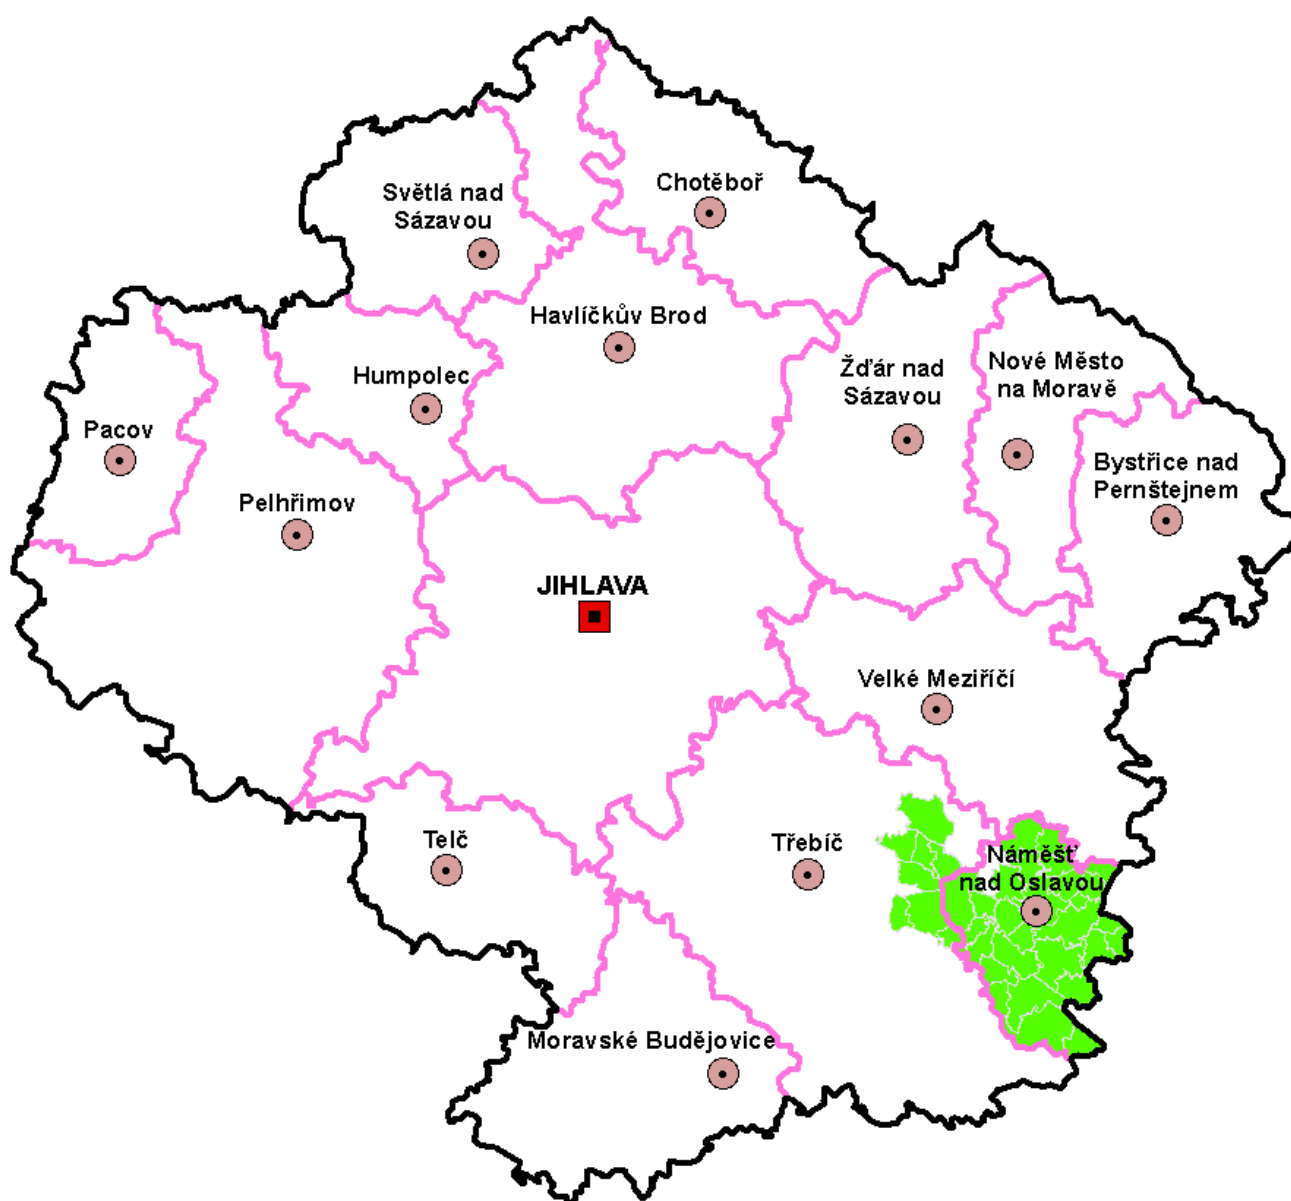 Světlá nad
Sázavou
Chotěboř
Havlíčkův Brod
Humpolec
Žďár nad
Sázavou
Nové Město
na Moravě
Pacov
Bystřice nad
Pernštejnem
Pelhřimov
JIHLAVA
Velké Meziříčí
Telč
Třebíč
Náměšť
nad Oslavou
Moravské Budějovice